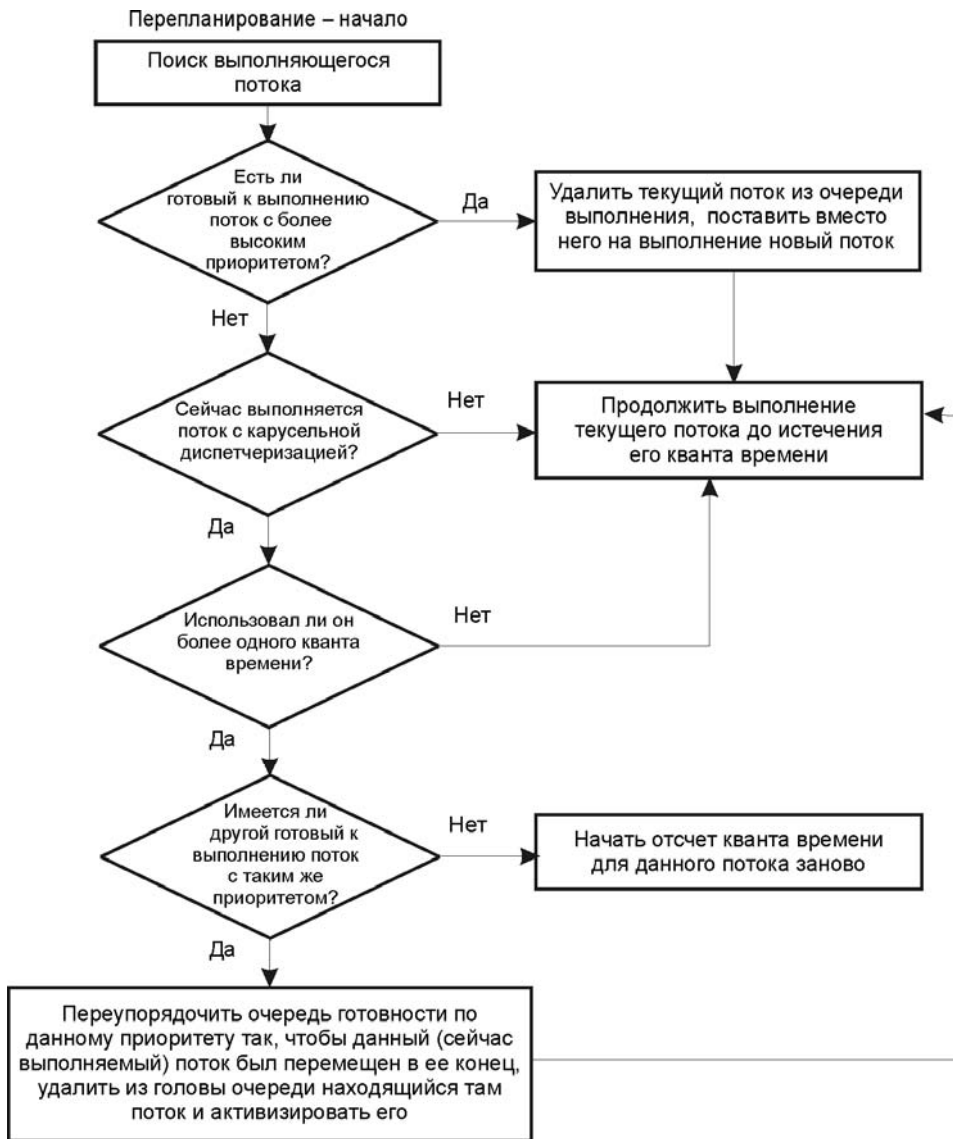 Перепланирование – начало
Поиск выполняющегося
потока
Есть ли
готовый к выполнению
поток с более
высоким
приоритетом?
Да
Удалить текущий поток из очереди
выполнения, поставить вместо
него на выполнение новый поток
Нет
Сейчас выполняется
поток с карусельной
диспетчеризацией?
Нет
Продолжить выполнение
текущего потока до истечения
его кванта времени
Да
Использовал ли он
более одного кванта
времени?
Нет
Да
Имеется ли
другой готовый к
выполнению поток
с таким же
приоритетом?
Нет
Начать отсчет кванта времени
для данного потока заново
Да
Переупорядочить очередь готовности по
данному приоритету так, чтобы данный (сейчас
выполняемый) поток был перемещен в ее конец,
удалить из головы очереди находящийся там
поток и активизировать его